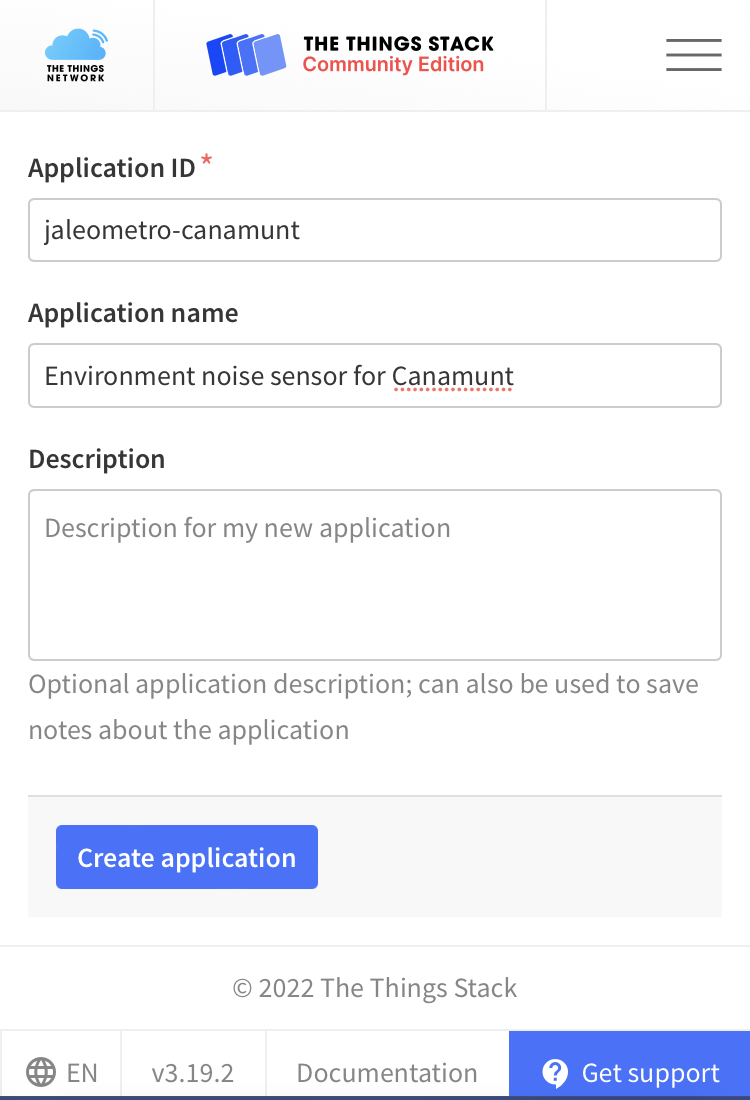 THE THINGS
NETWORK
THE THINGS STACK
Community Edition
Application ID *
jaleometro-canamunt
Application name
Environment noise sensor for Canamunt
Description
Description for my new application
Optional application description; can also be used to save
notes about the application
Create application
© 2022 The Things Stack
EN
v3.19.2
Documentation
Get support